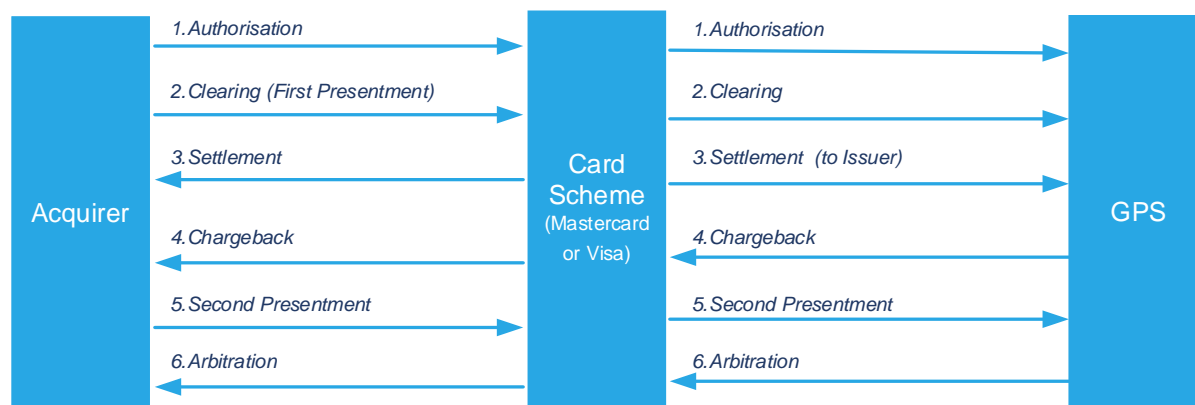 Acquirer
1.Authorisation
2.Clearing (First Presentment)
3.Settlement
4.Chargeback
5.Second Presentment
6.Arbitration
Card
Scheme
(Mastercard
or Visa)
1.Authorisation
2.Clearing
3.Settlement (to Issuer)
4.Chargeback
5.Second Presentment
6.Arbitration
GPS